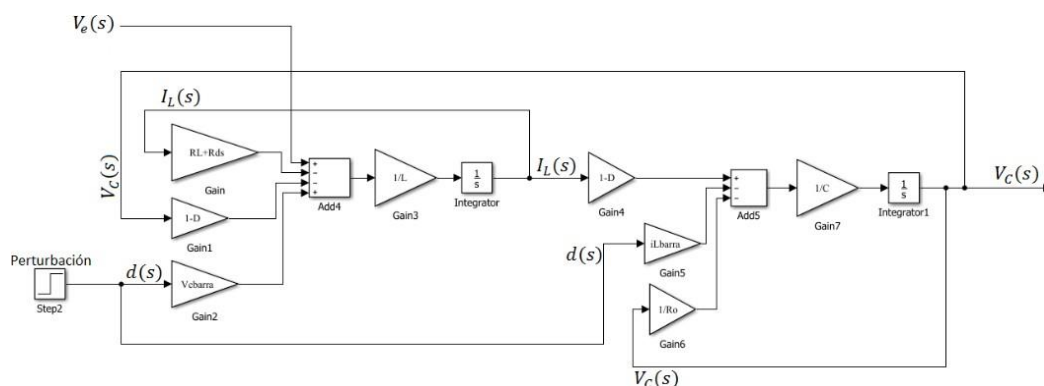 V_e(s)
I_L(s)
RL+Rds
Gain
V_C(s)
1-D
Gain1
Perturbación
Step2
d(s)
Vcbarra
Gain2
+
−
−
+
Add4
1/L
Gain3
1/s
Integrator
I_L(s)
1-D
Gain4
d(s)
iLbarra
Gain5
1/Ro
Gain6
V_C(s)
+
−
−
Add5
1/C
Gain7
1/s
Integrator1
V_C(s)